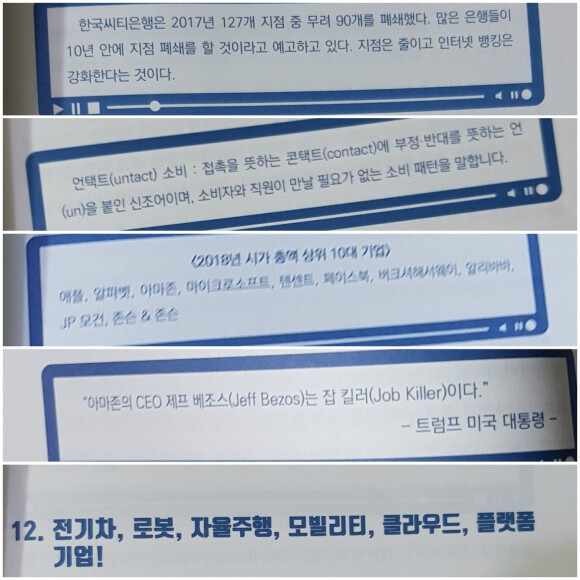 한국씨티은행은 2017년 127개 지점 중 무려 90개를 폐쇄했다. 많은 은행들이
10년 안에 지점 폐쇄를 할 것이라고 예고하고 있다. 지점은 줄이고 인터넷 뱅킹은
강화한다는 것이다.
언택트(untact) 소비 : 접촉을 뜻하는 콘택트(contact)에 부정·반대를 뜻하는 언
(un)을 붙인 신조어이며, 소비자와 직원이 만날 필요가 없는 소비 패턴을 말합니다.
<2018년 시가 총액 상위 10대 기업>
애플, 알파벳, 아마존, 마이크로소프트, 텐센트, 페이스북, 버크셔해서웨이, 알리바바,
JP 모건, 존슨 & 존슨
“아마존의 CEO 제프 베조스(Jeff Bezos)는 잡 킬러(Job Killer)이다.”
- 트럼프 미국 대통령 -
12. 전기차, 로봇, 자율주행, 모빌리티, 클라우드, 플랫폼
기업!